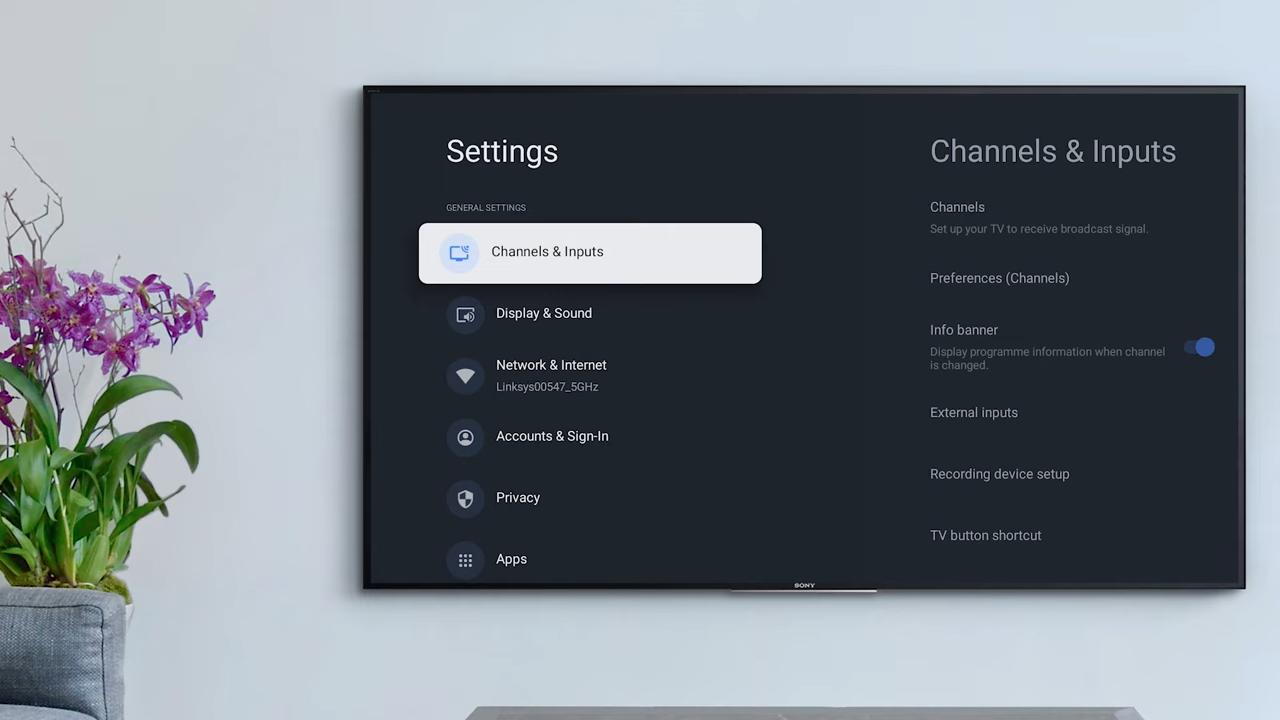 Settings
GENERAL SETTINGS
Channels & Inputs
Display & Sound
Network & Internet
Linksys00547_5GHz
Accounts & Sign-In
Privacy
Apps
Channels & Inputs
Channels
Set up your TV to receive broadcast signal.
Preferences (Channels)
Info banner
Display programme information when channel
is changed.
External inputs
Recording device setup
TV button shortcut
SONY